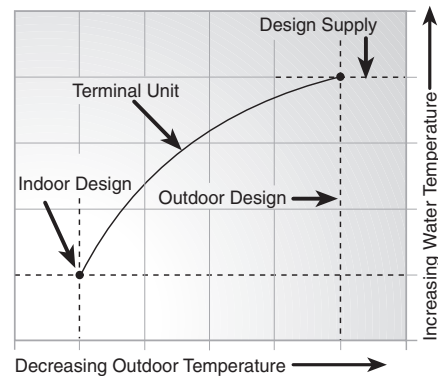 Design Supply
Terminal Unit
Indoor Design
Outdoor Design
Increasing Water Temperature
Decreasing Outdoor Temperature